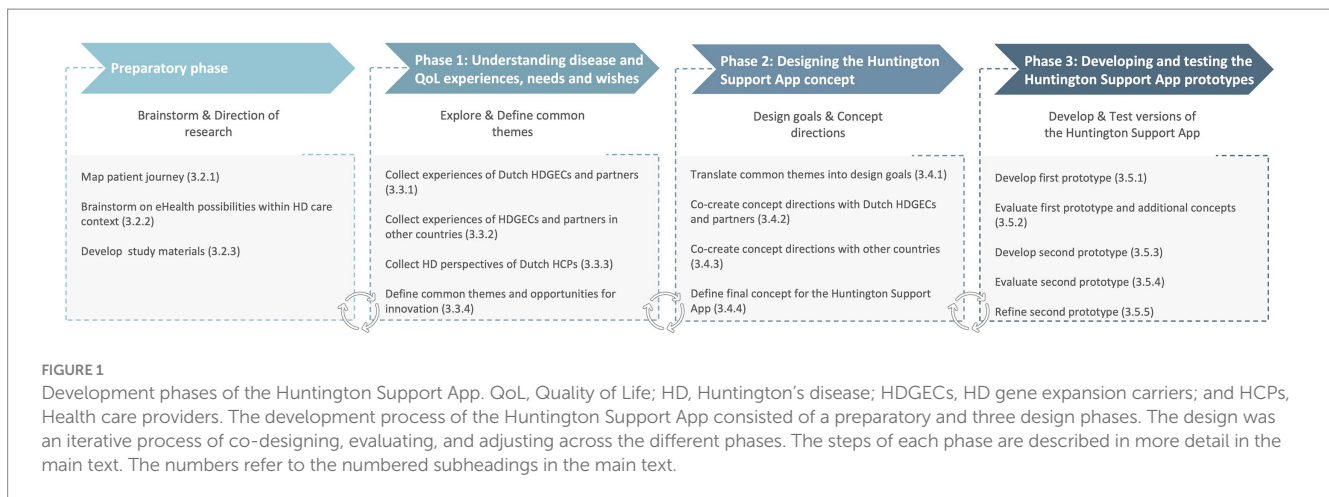 Preparatory phase
Brainstorm & Direction of
research
Map patient journey (3.2.1)
Brainstorm on eHealth possibilities within HD care
context (3.2.2)
Develop study materials (3.2.3)
Phase 1: Understanding disease and
QoL experiences, needs and wishes
Explore & Define common
themes
Collect experiences of Dutch HDGECs and partners
(3.3.1)
Collect experiences of HDGECs and partners in
other countries (3.3.2)
Collect HD perspectives of Dutch HCPs (3.3.3)
Define common themes and opportunities for
innovation (3.3.4)
Phase 2: Designing the Huntington
Support App concept
Design goals & Concept
directions
Translate common themes into design goals (3.4.1)
Co-create concept directions with Dutch HDGECs
and partners (3.4.2)
Co-create concept directions with other countries
(3.4.3)
Define final concept for the Huntington Support
App (3.4.4)
Phase 3: Developing and testing the
Huntington Support App prototypes
Develop & Test versions of
the Huntington Support App
Develop first prototype (3.5.1)
Evaluate first prototype and additional concepts
(3.5.2)
Develop second prototype (3.5.3)
Evaluate second prototype (3.5.4)
Refine second prototype (3.5.5)
FIGURE 1
Development phases of the Huntington Support App. QoL, Quality of Life; HD, Huntington's disease; HDGECs, HD gene expansion carriers; and HCPs,
Health care providers. The development process of the Huntington Support App consisted of a preparatory and three design phases. The design was
an iterative process of co-designing, evaluating, and adjusting across the different phases. The steps of each phase are described in more detail in the
main text. The numbers refer to the numbered subheadings in the main text.